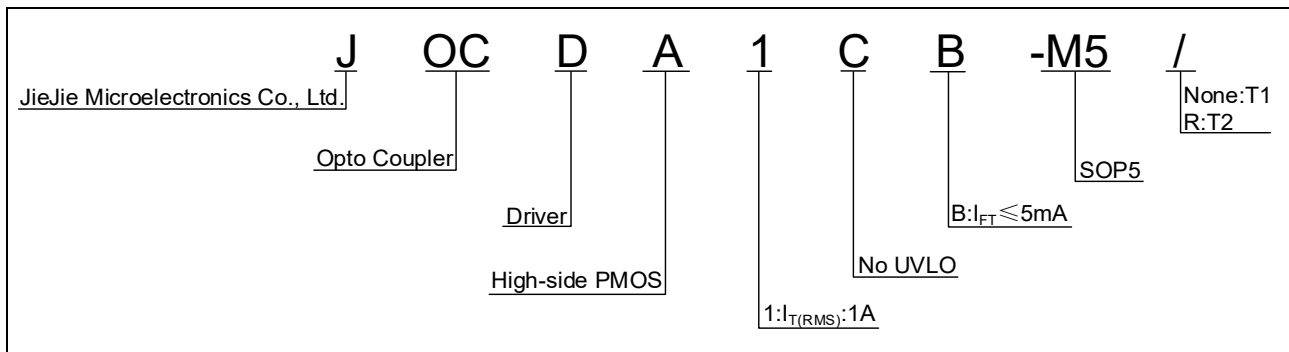 J OC D A 1 C B -M5 /
JieJie Microelectronics Co., Ltd.
None:T1
R:T2
Opto Coupler
SOP5
Driver
B:IFT≤5mA
High-side PMOS
No UVLO
1:IT(RMS):1A